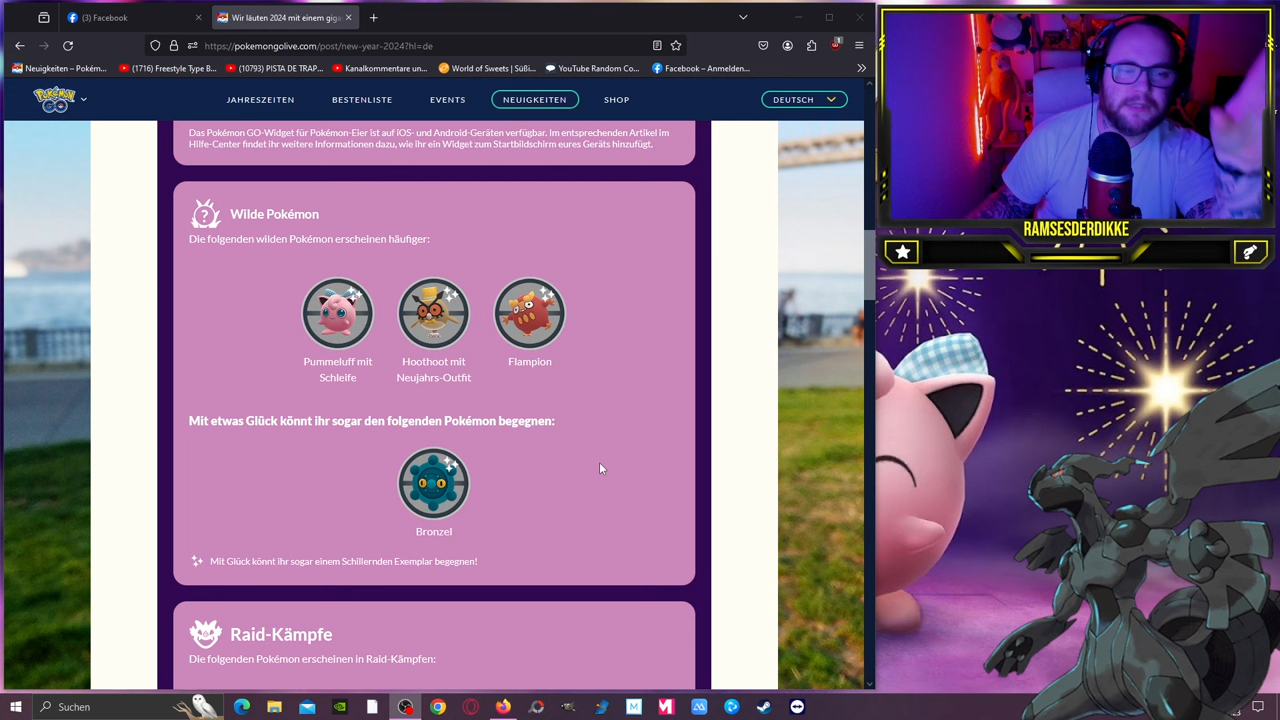 (3) Facebook
Wir läuten 2024 mit einem giga
https://pokemongolive.com/post/new-year-2024?hl=de
Neuigkeiten – Pokém...
(1716) Freestyle Type B...
(10793) PISTA DE TRAP...
Kanalkommentare un...
World of Sweets | Süßi...
YouTube Random Co...
Facebook – Anmelden...
JAHRESZEITEN
BESTENLISTE
EVENTS
NEUIGKEITEN
SHOP
DEUTSCH
Das Pokémon GO-Widget für Pokémon-Eier ist auf iOS- und Android-Geräten verfügbar. Im entsprechenden Artikel im
Hilfe-Center findet ihr weitere Informationen dazu, wie ihr ein Widget zum Startbildschirm eures Geräts hinzufügt.
Wilde Pokémon
Die folgenden wilden Pokémon erscheinen häufiger:
Pummeluff mit
Schleife
Hoothoot mit
Neujahrs-Outfit
Flampion
Mit etwas Glück könnt ihr sogar den folgenden Pokémon begegnen:
Bronzel
Mit Glück könnt ihr sogar einem Schillernden Exemplar begegnen!
Raid-Kämpfe
Die folgenden Pokémon erscheinen in Raid-Kämpfen:
RAMSESDERDIKKE
Suchen